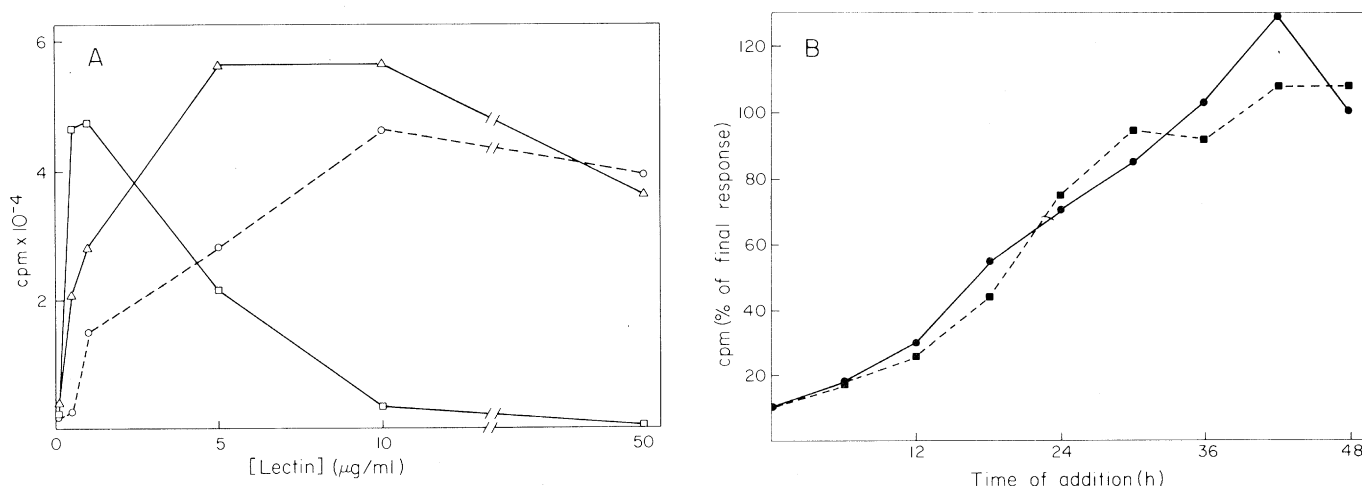 A
6
4
2
0
5
10
50
cpm x 10⁻⁴
[Lectin] (µg/ml)
B
120
100
80
60
40
20
12
24
36
48
cpm (% of final response)
Time of addition (h)